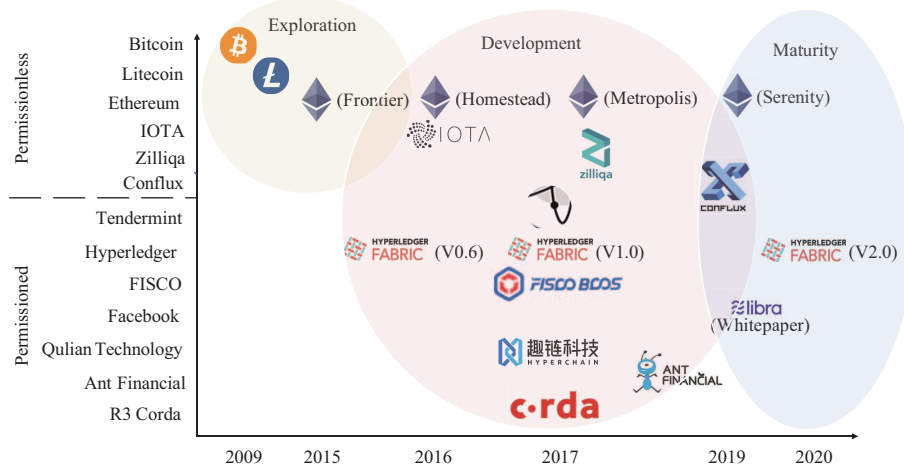 Exploration
Development
Maturity
Permissionless
Bitcoin
Litecoin
Ethereum
IOTA
Zilliqa
Conflux
Permissioned
Tendermint
Hyperledger
FISCO
Facebook
Qulian Technology
Ant Financial
R3 Corda
(Frontier)
(Homestead)
(Metropolis)
(Serenity)
IOTA
zilliqa
CONFLUX
HYPERLEDGER
FABRIC (V0.6)
HYPERLEDGER
FABRIC (V1.0)
HYPERLEDGER
FABRIC (V2.0)
FISCO BCOS
libra
(Whitepaper)
趣链科技
HYPERCHAIN
ANT
FINANCIAL
c·rda
2009
2015
2016
2017
2019
2020